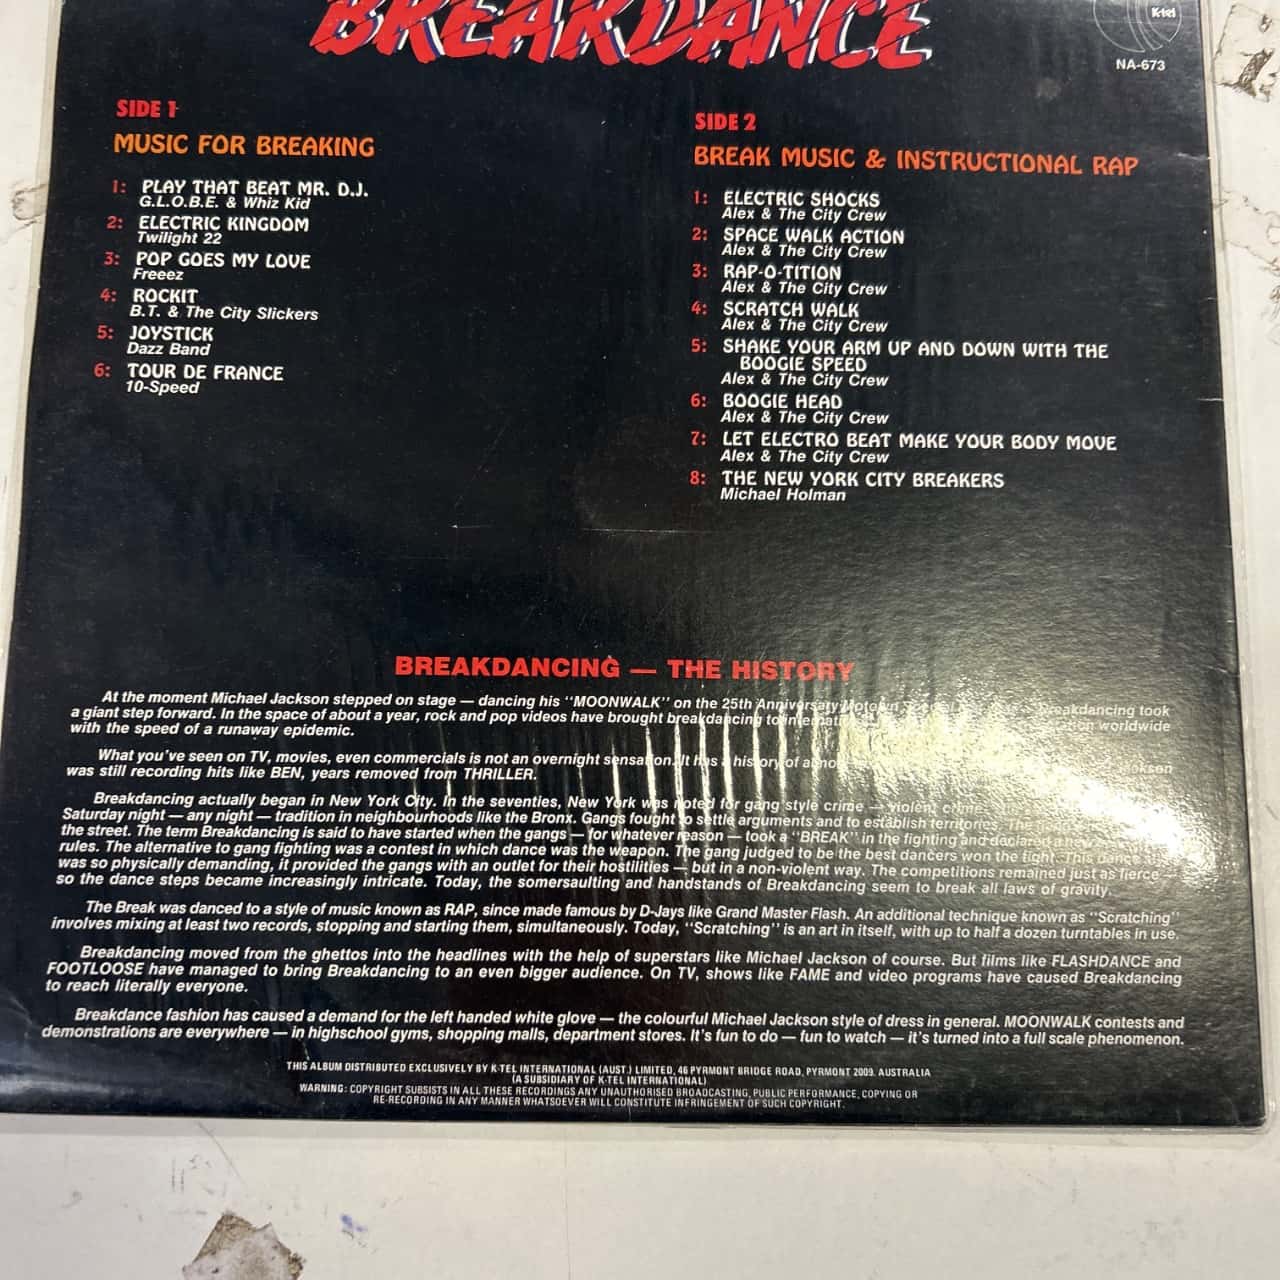 BREAKDANCE
K-tel
NA-673
SIDE 1
MUSIC FOR BREAKING
1: PLAY THAT BEAT MR. D.J.
G.L.O.B.E. & Whiz Kid
2: ELECTRIC KINGDOM
Twilight 22
3: POP GOES MY LOVE
Freeez
4: ROCKIT
B.T. & The City Slickers
5: JOYSTICK
Dazz Band
6: TOUR DE FRANCE
10-Speed
SIDE 2
BREAK MUSIC & INSTRUCTIONAL RAP
1: ELECTRIC SHOCKS
Alex & The City Crew
2: SPACE WALK ACTION
Alex & The City Crew
3: RAP-O-TITION
Alex & The City Crew
4: SCRATCH WALK
Alex & The City Crew
5: SHAKE YOUR ARM UP AND DOWN WITH THE
BOOGIE SPEED
Alex & The City Crew
6: BOOGIE HEAD
Alex & The City Crew
7: LET ELECTRO BEAT MAKE YOUR BODY MOVE
Alex & The City Crew
8: THE NEW YORK CITY BREAKERS
Michael Holman
BREAKDANCING — THE HISTORY
At the moment Michael Jackson stepped on stage — dancing his "MOONWALK" on the 25th Anniversary Motown Special Breakdancing took
a giant step forward. In the space of about a year, rock and pop videos have brought breakdancing to worldwide
with the speed of a runaway epidemic.
What you've seen on TV, movies, even commercials is not an overnight sensation. It has a history of
was still recording hits like BEN, years removed from THRILLER.
Breakdancing actually began in New York City. In the seventies, New York was noted for gang style crime — violent crime
Saturday night — any night — tradition in neighbourhoods like the Bronx. Gangs fought to settle arguments and to establish territories. The
the street. The term Breakdancing is said to have started when the gangs — for whatever reason — took a "BREAK" in the fighting and declared new
rules. The alternative to gang fighting was a contest in which dance was the weapon. The gang judged to be the best dancers won the fight. This dance
was so physically demanding, it provided the gangs with an outlet for their hostilities — but in a non-violent way. The competitions remained just as fierce —
so the dance steps became increasingly intricate. Today, the somersaulting and handstands of Breakdancing seem to break all laws of gravity.
The Break was danced to a style of music known as RAP, since made famous by D-Jays like Grand Master Flash. An additional technique known as "Scratching"
involves mixing at least two records, stopping and starting them, simultaneously. Today, "Scratching" is an art in itself, with up to half a dozen turntables in use.
Breakdancing moved from the ghettos into the headlines with the help of superstars like Michael Jackson of course. But films like FLASHDANCE and
FOOTLOOSE have managed to bring Breakdancing to an even bigger audience. On TV, shows like FAME and video programs have caused Breakdancing
to reach literally everyone.
Breakdance fashion has caused a demand for the left handed white glove — the colourful Michael Jackson style of dress in general. MOONWALK contests and
demonstrations are everywhere — in highschool gyms, shopping malls, department stores. It's fun to do — fun to watch — it's turned into a full scale phenomenon.
THIS ALBUM DISTRIBUTED EXCLUSIVELY BY K-TEL INTERNATIONAL (AUST.) LIMITED, 46 PYRMONT BRIDGE ROAD, PYRMONT 2009. AUSTRALIA
(A SUBSIDIARY OF K-TEL INTERNATIONAL)
WARNING: COPYRIGHT SUBSISTS IN ALL THESE RECORDINGS ANY UNAUTHORISED BROADCASTING, PUBLIC PERFORMANCE, COPYING OR
RE-RECORDING IN ANY MANNER WHATSOEVER WILL CONSTITUTE INFRINGEMENT OF SUCH COPYRIGHT.